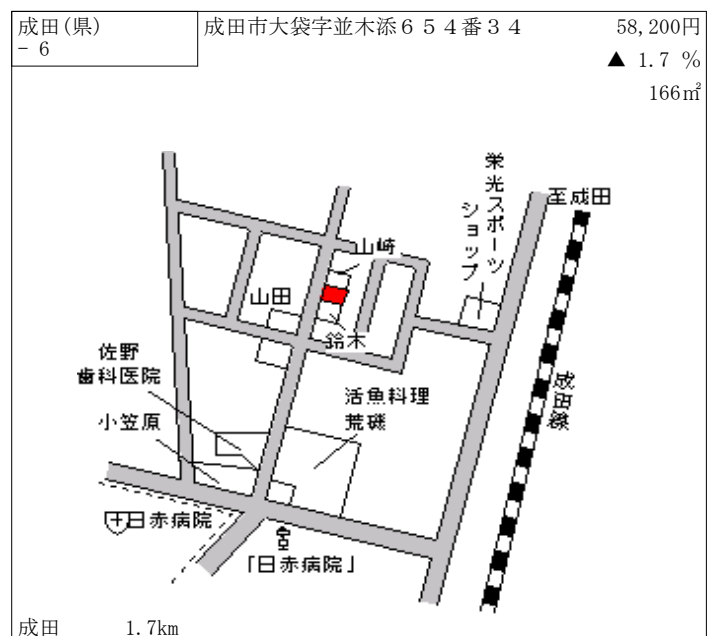 成田(県)
－6
成田市大袋字並木添６５４番３４
58,200円
▲ 1.7 %
166㎡
栄光スポーツ
ショップ
至成田
山崎
山田
鈴木
佐野
歯科医院
活魚料理
荒磯
小笠原
成田線
日赤病院
「日赤病院」
成田 1.7km